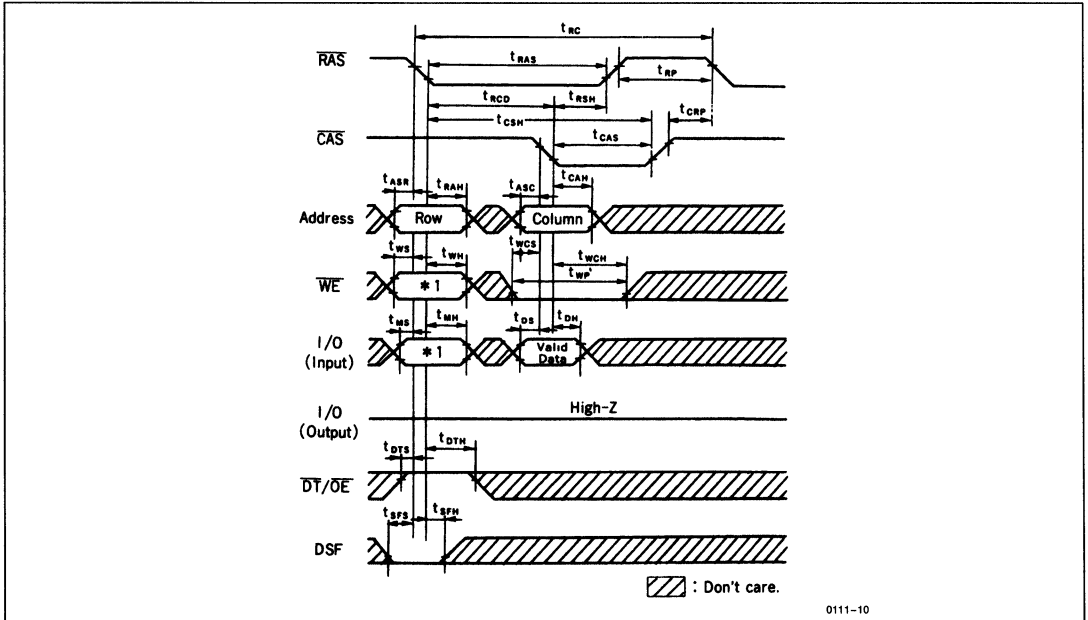 tRC
RAS
tRAS
tRP
tRCD
tRSH
tCSH
tCRP
CAS
tCAS
tASR
tRAH
tASC
tCAH
Address
Row
Column
tWS
tWH
tWCS
tWCH
tWP'
WE
*1
tMS
tMH
tDS
tDH
I/O
(Input)
*1
Valid
Data
I/O
(Output)
High-Z
tDTS
tDTH
DT/OE
tSFS
tSFH
DSF
: Don't care.
0111-10